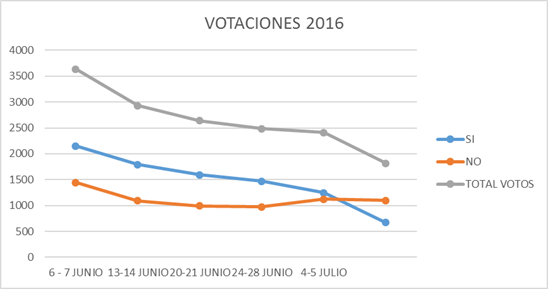 VOTACIONES 2016
4000
3500
3000
2500
2000
1500
1000
500
0
6 - 7 JUNIO 13-14 JUNIO 20-21 JUNIO 24-28 JUNIO 4-5 JULIO
SI
NO
TOTAL VOTOS